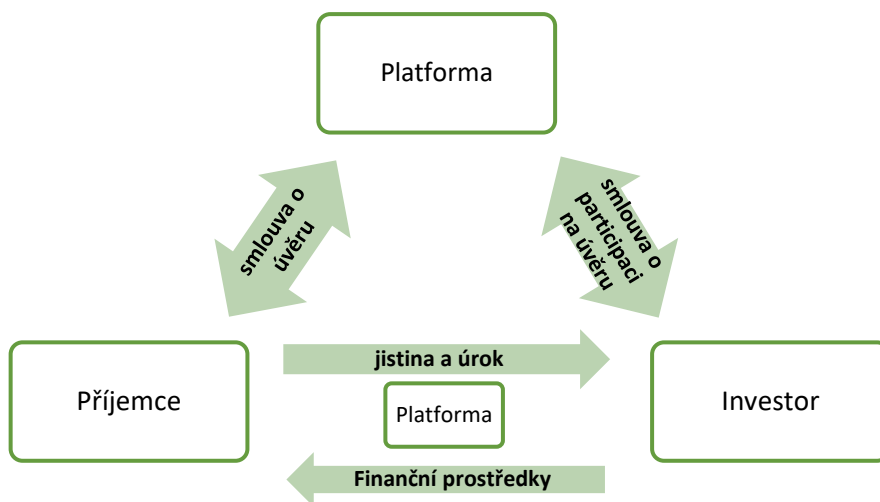 Platforma
smlouva o
úvěru
smlouva o
participaci
na úvěru
jistina a úrok
Příjemce
Platforma
Investor
Finanční prostředky